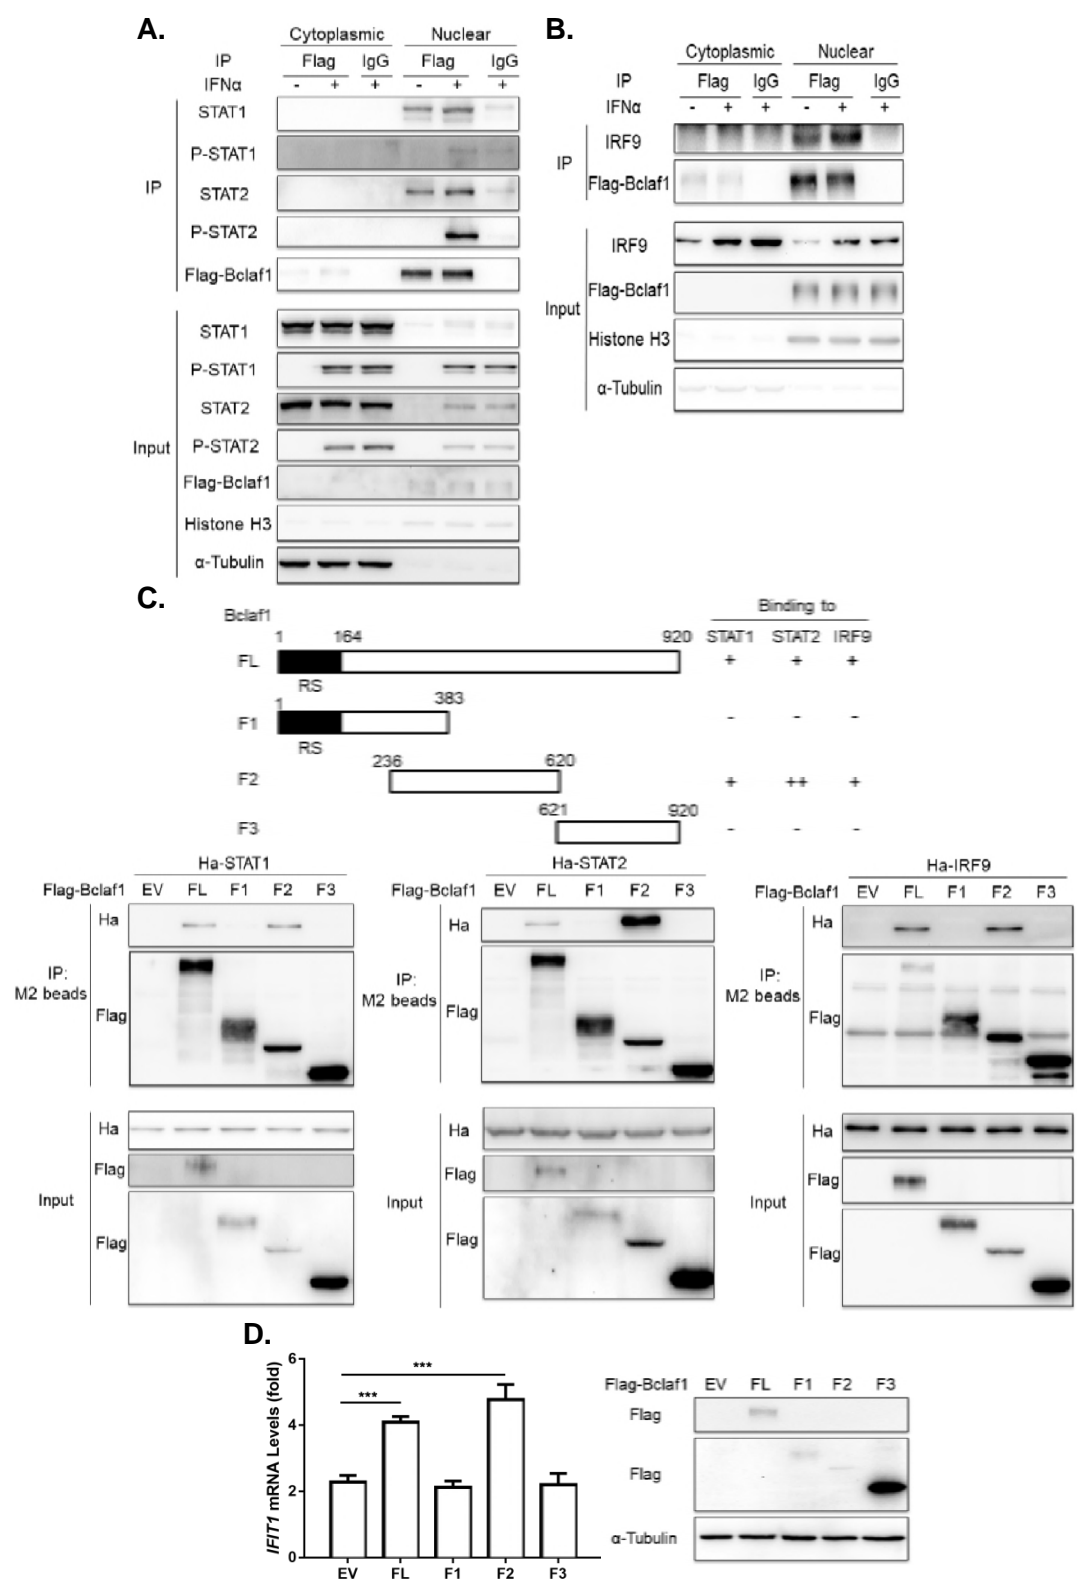 A.
Cytoplasmic Nuclear
IP Flag IgG Flag IgG
IFNα - + + - + +
STAT1
P-STAT1
IP
STAT2
P-STAT2
Flag-Bclaf1
STAT1
P-STAT1
STAT2
Input
P-STAT2
Flag-Bclaf1
Histone H3
α-Tubulin
B.
Cytoplasmic Nuclear
IP Flag IgG Flag IgG
IFNα - + + - + +
IRF9
IP
Flag-Bclaf1
IRF9
Flag-Bclaf1
Input
Histone H3
α-Tubulin
C.
Binding to
Bclaf1
1 164 920 STAT1 STAT2 IRF9
FL + + +
RS
1 383
F1 - - -
RS
236 620
F2 + ++ +
621 920
F3 - - -
Ha-STAT1
Flag-Bclaf1 EV FL F1 F2 F3
Ha
IP:
M2 beads
Flag
Ha
Flag
Input
Flag
Ha-STAT2
Flag-Bclaf1 EV FL F1 F2 F3
Ha
IP:
M2 beads
Flag
Ha
Flag
Input
Flag
Ha-IRF9
Flag-Bclaf1 EV FL F1 F2 F3
Ha
IP:
M2 beads
Flag
Ha
Flag
Input
Flag
D.
IFIT1 mRNA Levels (fold)
6
4
2
0
***
***
EV FL F1 F2 F3
Flag-Bclaf1 EV FL F1 F2 F3
Flag
Flag
α-Tubulin